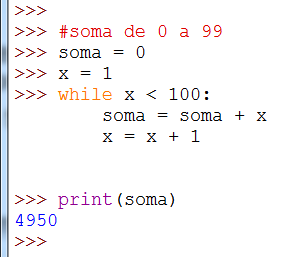 >>>
>>> #soma de 0 a 99
>>> soma = 0
>>> x = 1
>>> while x < 100:
        soma = soma + x
        x = x + 1
>>> print(soma)
4950
>>>